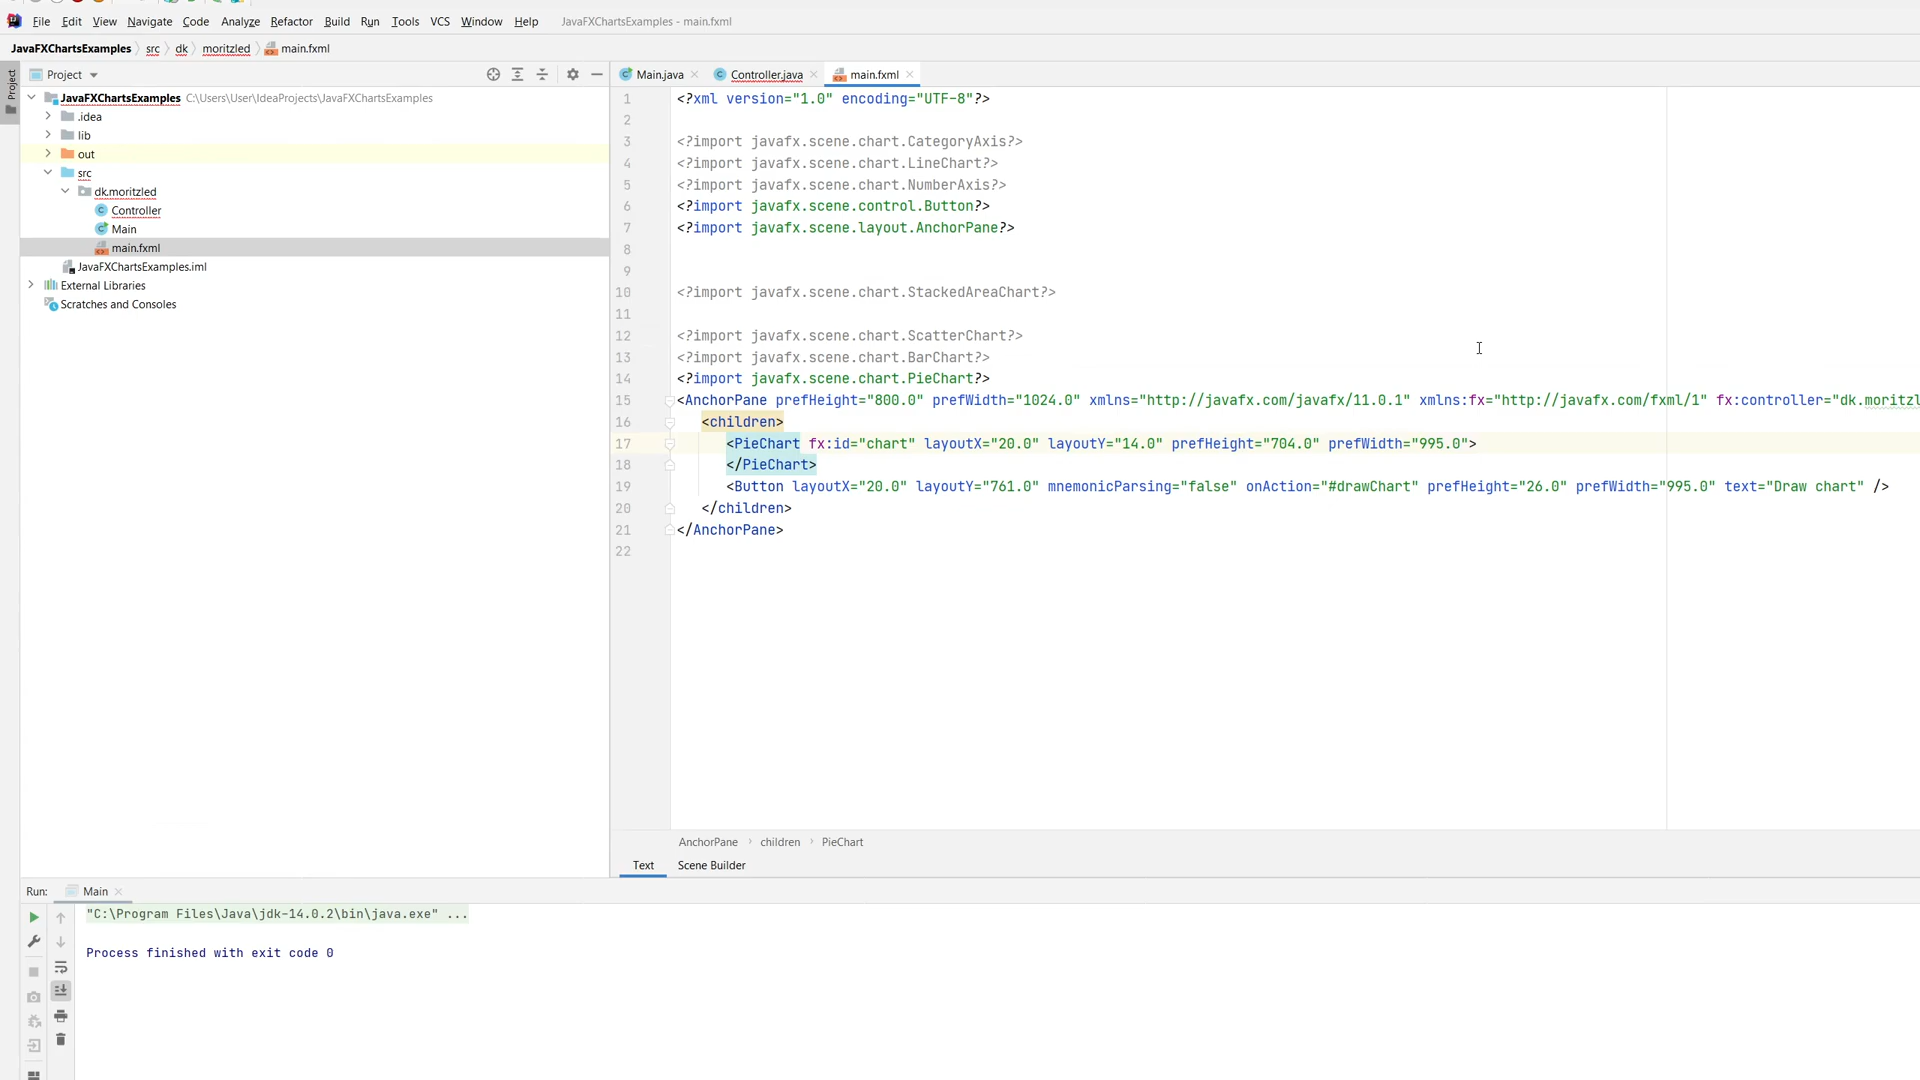 File Edit View Navigate Code Analyze Refactor Build Run Tools VCS Window Help JavaFXChartsExamples - main.fxml
JavaFXChartsExamples src dk moritzled main.fxml
Project
Project
Main.java Controller.java main.fxml
JavaFXChartsExamples C:\Users\User\IdeaProjects\JavaFXChartsExamples
.idea
lib
out
src
dk.moritzled
Controller
Main
main.fxml
JavaFXChartsExamples.iml
External Libraries
Scratches and Consoles
1 <?xml version="1.0" encoding="UTF-8"?>
2
3 <?import javafx.scene.chart.CategoryAxis?>
4 <?import javafx.scene.chart.LineChart?>
5 <?import javafx.scene.chart.NumberAxis?>
6 <?import javafx.scene.control.Button?>
7 <?import javafx.scene.layout.AnchorPane?>
8
9
10 <?import javafx.scene.chart.StackedAreaChart?>
11
12 <?import javafx.scene.chart.ScatterChart?>
13 <?import javafx.scene.chart.BarChart?>
14 <?import javafx.scene.chart.PieChart?>
15 <AnchorPane prefHeight="800.0" prefWidth="1024.0" xmlns="http://javafx.com/javafx/11.0.1" xmlns:fx="http://javafx.com/fxml/1" fx:controller="dk.moritzl
16 <children>
17 <PieChart fx:id="chart" layoutX="20.0" layoutY="14.0" prefHeight="704.0" prefWidth="995.0">
18 </PieChart>
19 <Button layoutX="20.0" layoutY="761.0" mnemonicParsing="false" onAction="#drawChart" prefHeight="26.0" prefWidth="995.0" text="Draw chart" />
20 </children>
21 </AnchorPane>
22
AnchorPane › children › PieChart
Text Scene Builder
Run: Main
"C:\Program Files\Java\jdk-14.0.2\bin\java.exe" ...
Process finished with exit code 0